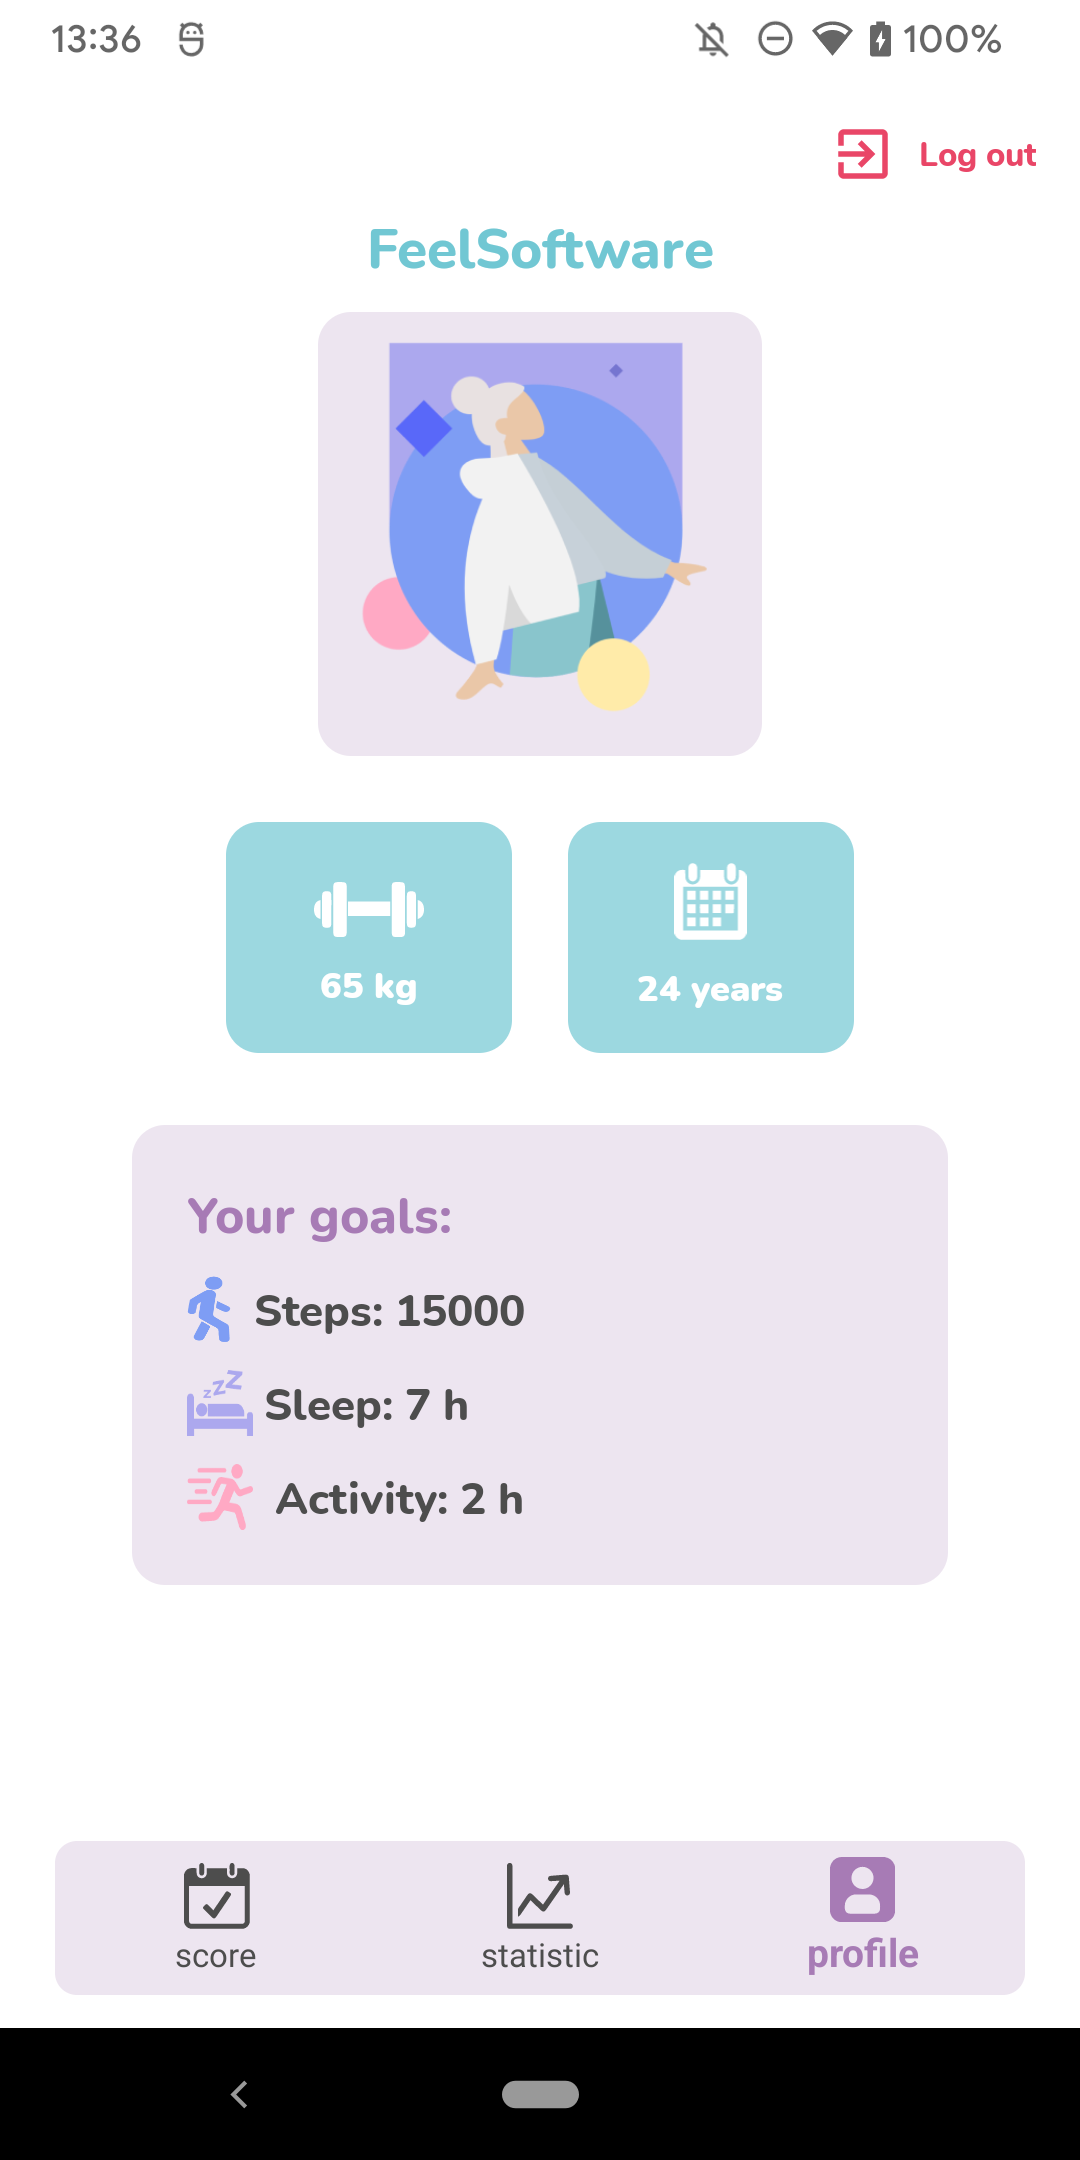 13:36
100%
Log out
FeelSoftware
65 kg
24 years
Your goals:
Steps: 15000
zzZ
Sleep: 7 h
Activity: 2 h
score
statistic
profile